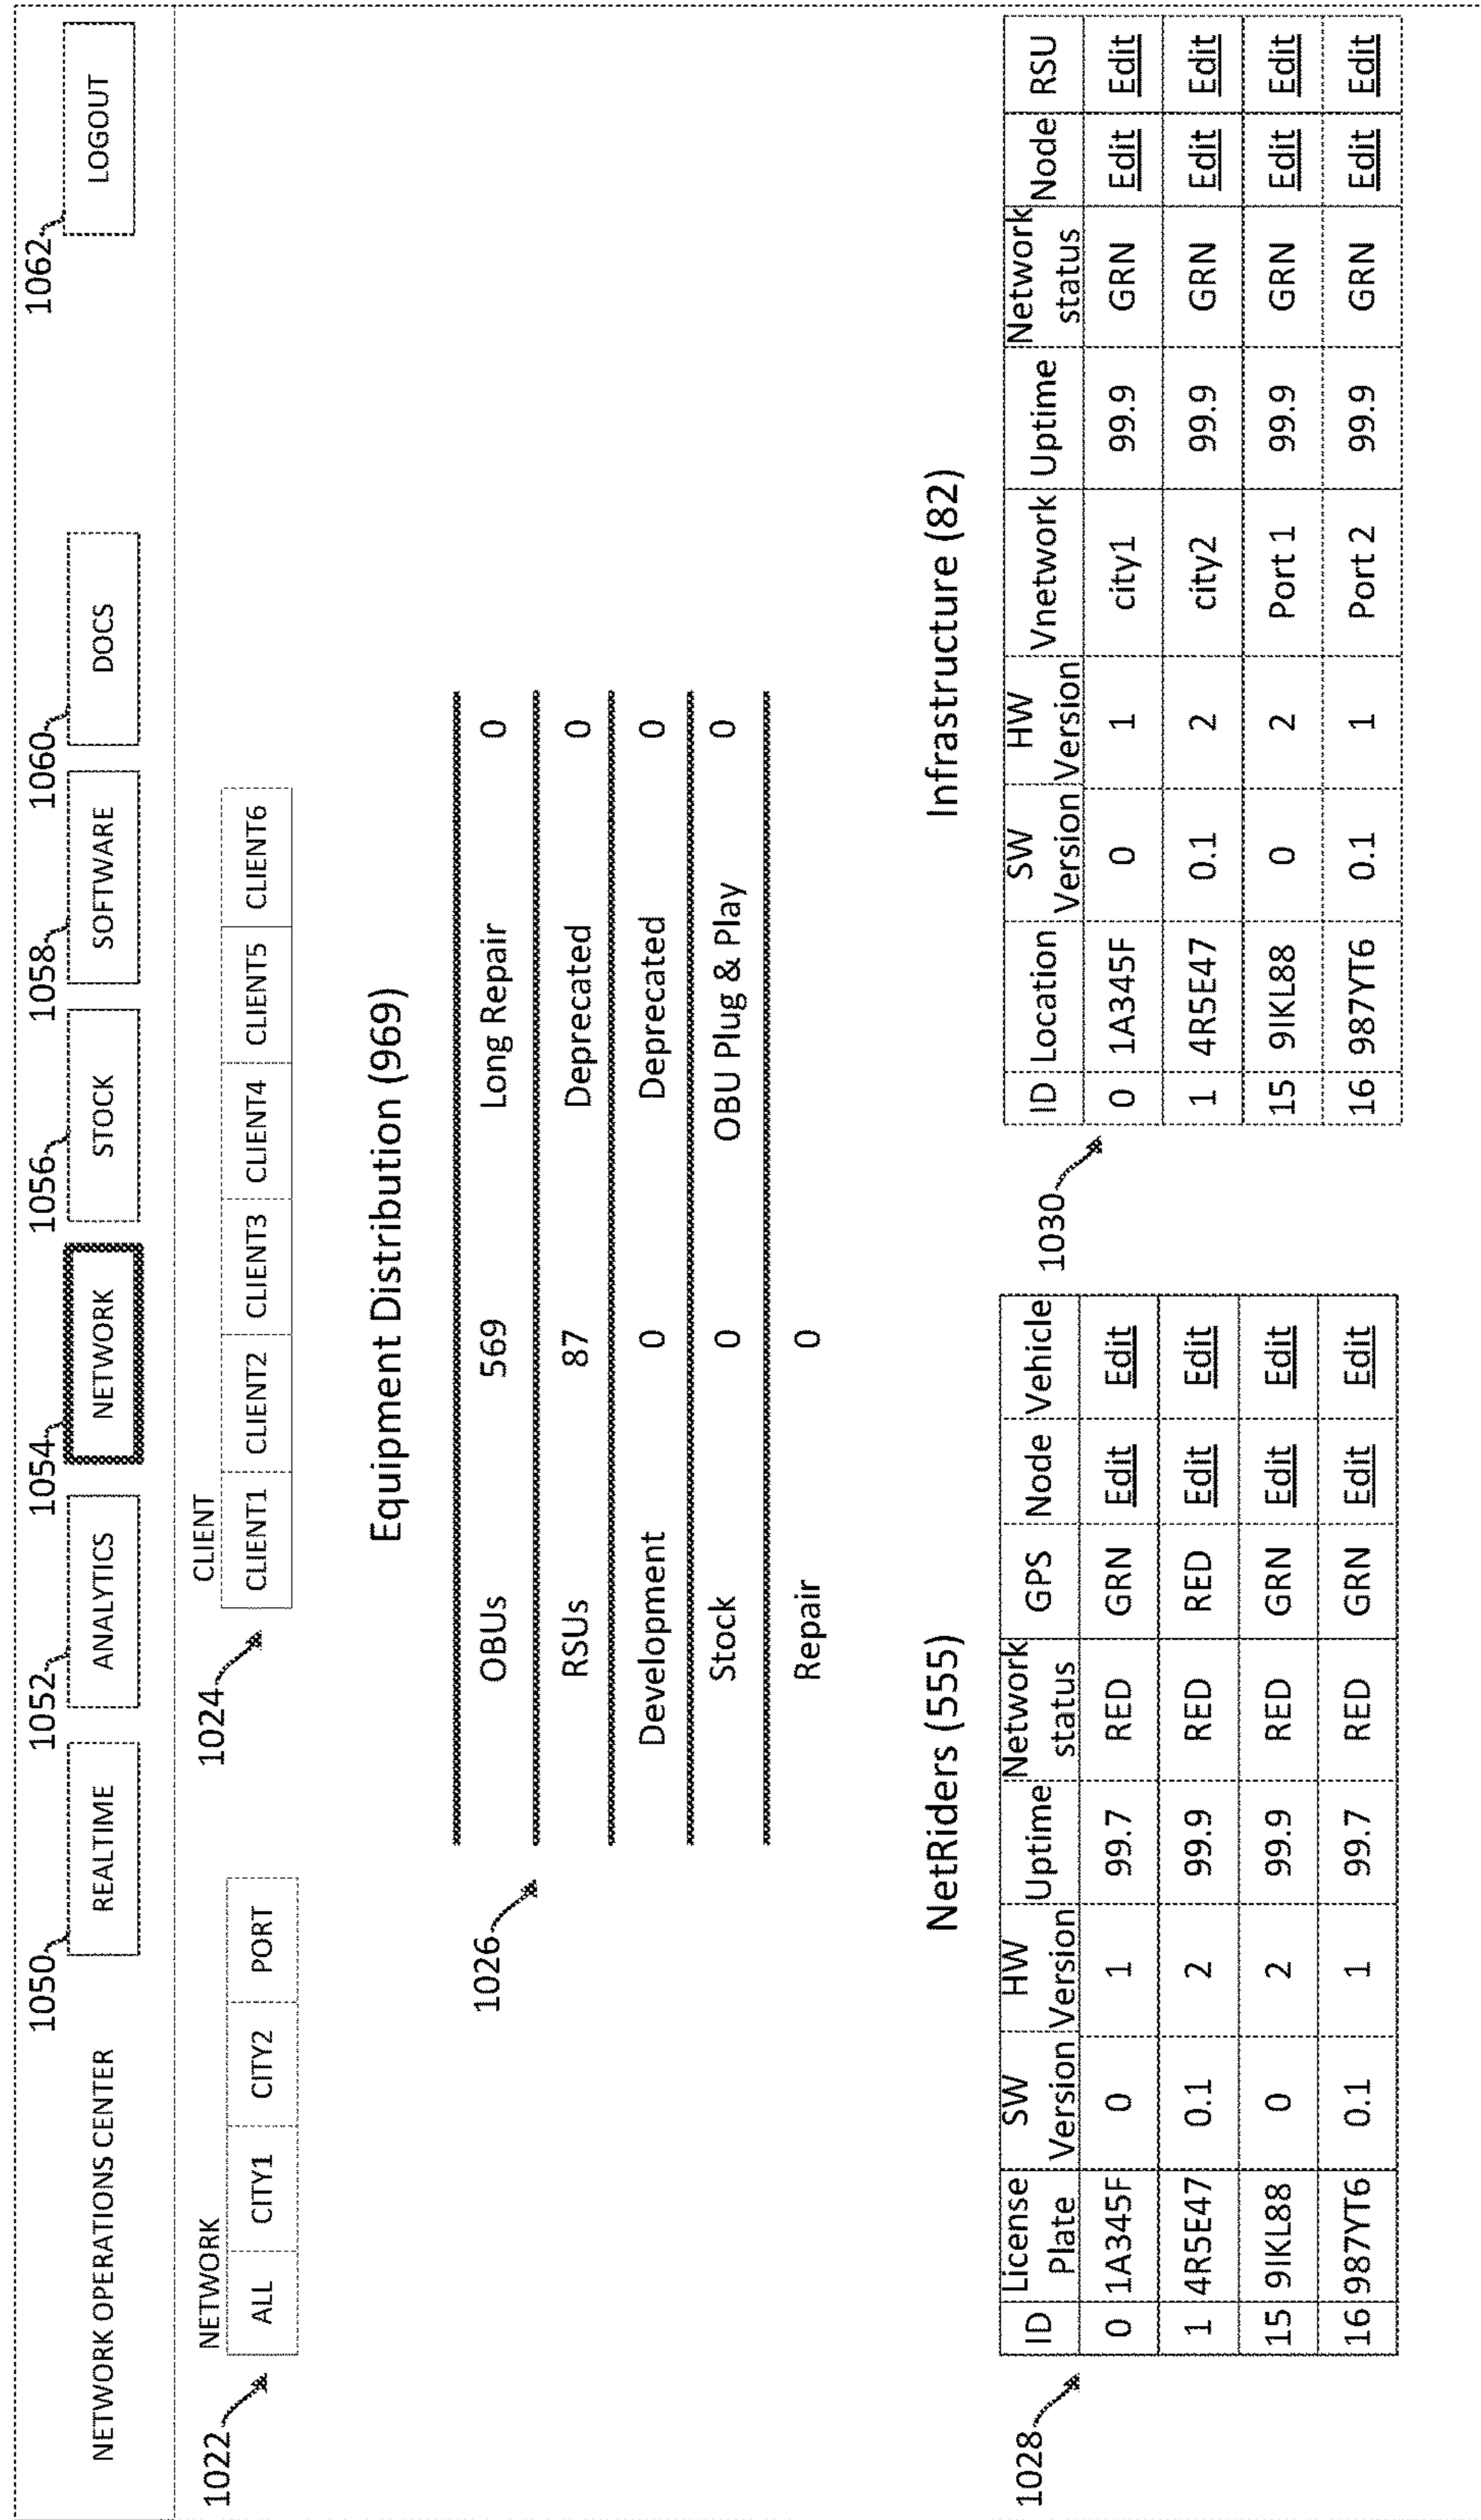 1050 1052 1054 1056 1058 1060 1062
NETWORK OPERATIONS CENTER REALTIME ANALYTICS NETWORK STOCK SOFTWARE DOCS LOGOUT
NETWORK CLIENT
1022 ALL CITY1 CITY2 PORT 1024 CLIENT1 CLIENT2 CLIENT3 CLIENT4 CLIENT5 CLIENT6
Equipment Distribution (969)
1026
OBUs 569 Long Repair 0
RSUs 87 Deprecated 0
Development 0 Deprecated 0
Stock 0 OBU Plug & Play 0
Repair 0
NetRiders (555)
1028
ID License Plate SW Version HW Version Uptime Network status GPS Node Vehicle
0 1A345F 0 1 99.7 RED GRN Edit Edit
1 4R5E47 0.1 2 99.9 RED RED Edit Edit
15 9IKL88 0 2 99.9 RED GRN Edit Edit
16 987YT6 0.1 1 99.7 RED GRN Edit Edit
Infrastructure (82)
1030
ID Location SW Version HW Version Vnetwork Uptime Network status Node RSU
0 1A345F 0 1 city1 99.9 GRN Edit Edit
1 4R5E47 0.1 2 city2 99.9 GRN Edit Edit
15 9IKL88 0 2 Port 1 99.9 GRN Edit Edit
16 987YT6 0.1 1 Port 2 99.9 GRN Edit Edit